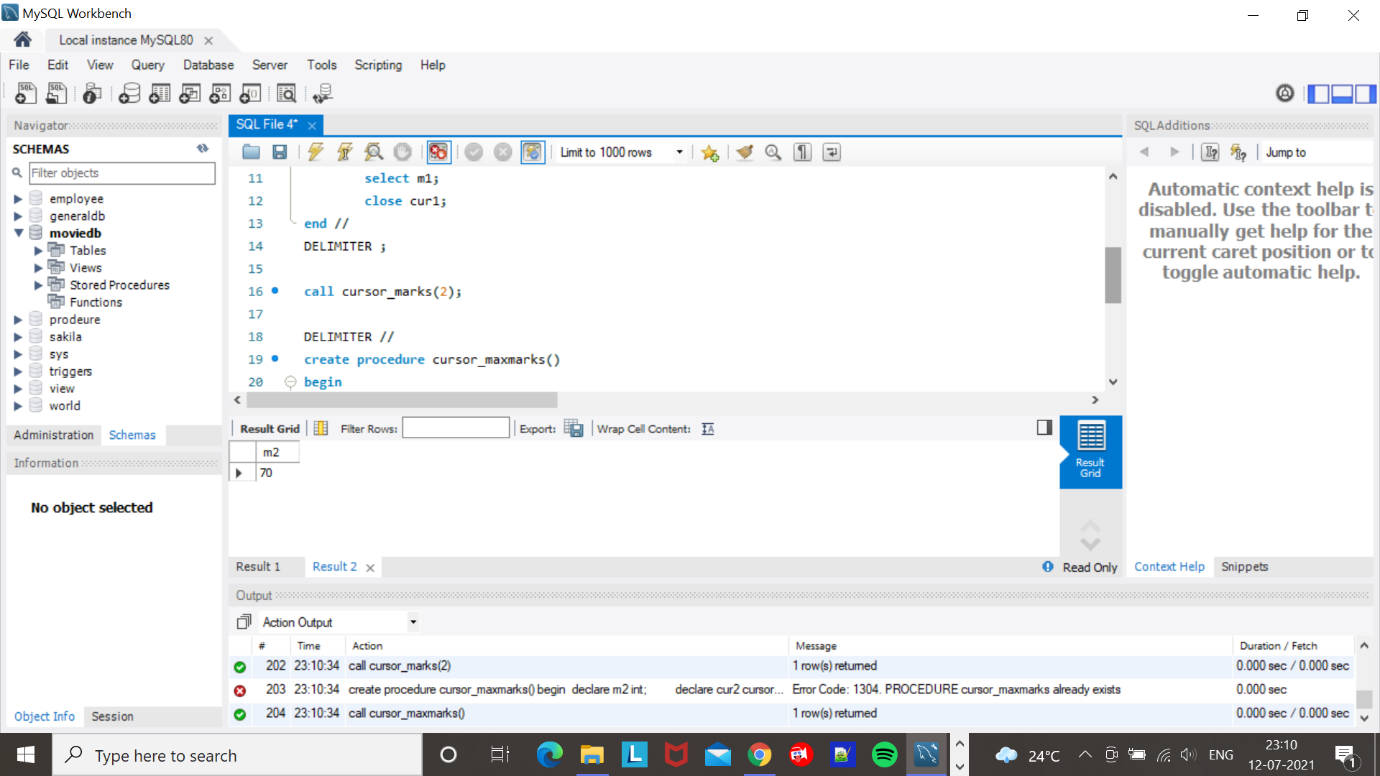 MySQL Workbench
Local instance MySQL80
File Edit View Query Database Server Tools Scripting Help
Navigator
SCHEMAS
Filter objects
employee
generaldb
moviedb
Tables
Views
Stored Procedures
Functions
prodeure
sakila
sys
triggers
view
world
Administration Schemas
Information
No object selected
Object Info Session
SQL File 4*
Limit to 1000 rows
11 select m1;
12 close cur1;
13 end //
14 DELIMITER ;
15
16 call cursor_marks(2);
17
18 DELIMITER //
19 create procedure cursor_maxmarks()
20 begin
Result Grid Filter Rows: Export: Wrap Cell Content:
m2
70
Result Grid
Result 1 Result 2 Read Only
Output
Action Output
# Time Action Message Duration / Fetch
202 23:10:34 call cursor_marks(2) 1 row(s) returned 0.000 sec / 0.000 sec
203 23:10:34 create procedure cursor_maxmarks() begin declare m2 int; declare cur2 cursor... Error Code: 1304. PROCEDURE cursor_maxmarks already exists 0.000 sec
204 23:10:34 call cursor_maxmarks() 1 row(s) returned 0.000 sec / 0.000 sec
SQLAdditions
Jump to
Automatic context help is
disabled. Use the toolbar t
manually get help for the
current caret position or to
toggle automatic help.
Context Help Snippets
Type here to search
24°C
ENG
23:10
12-07-2021
1